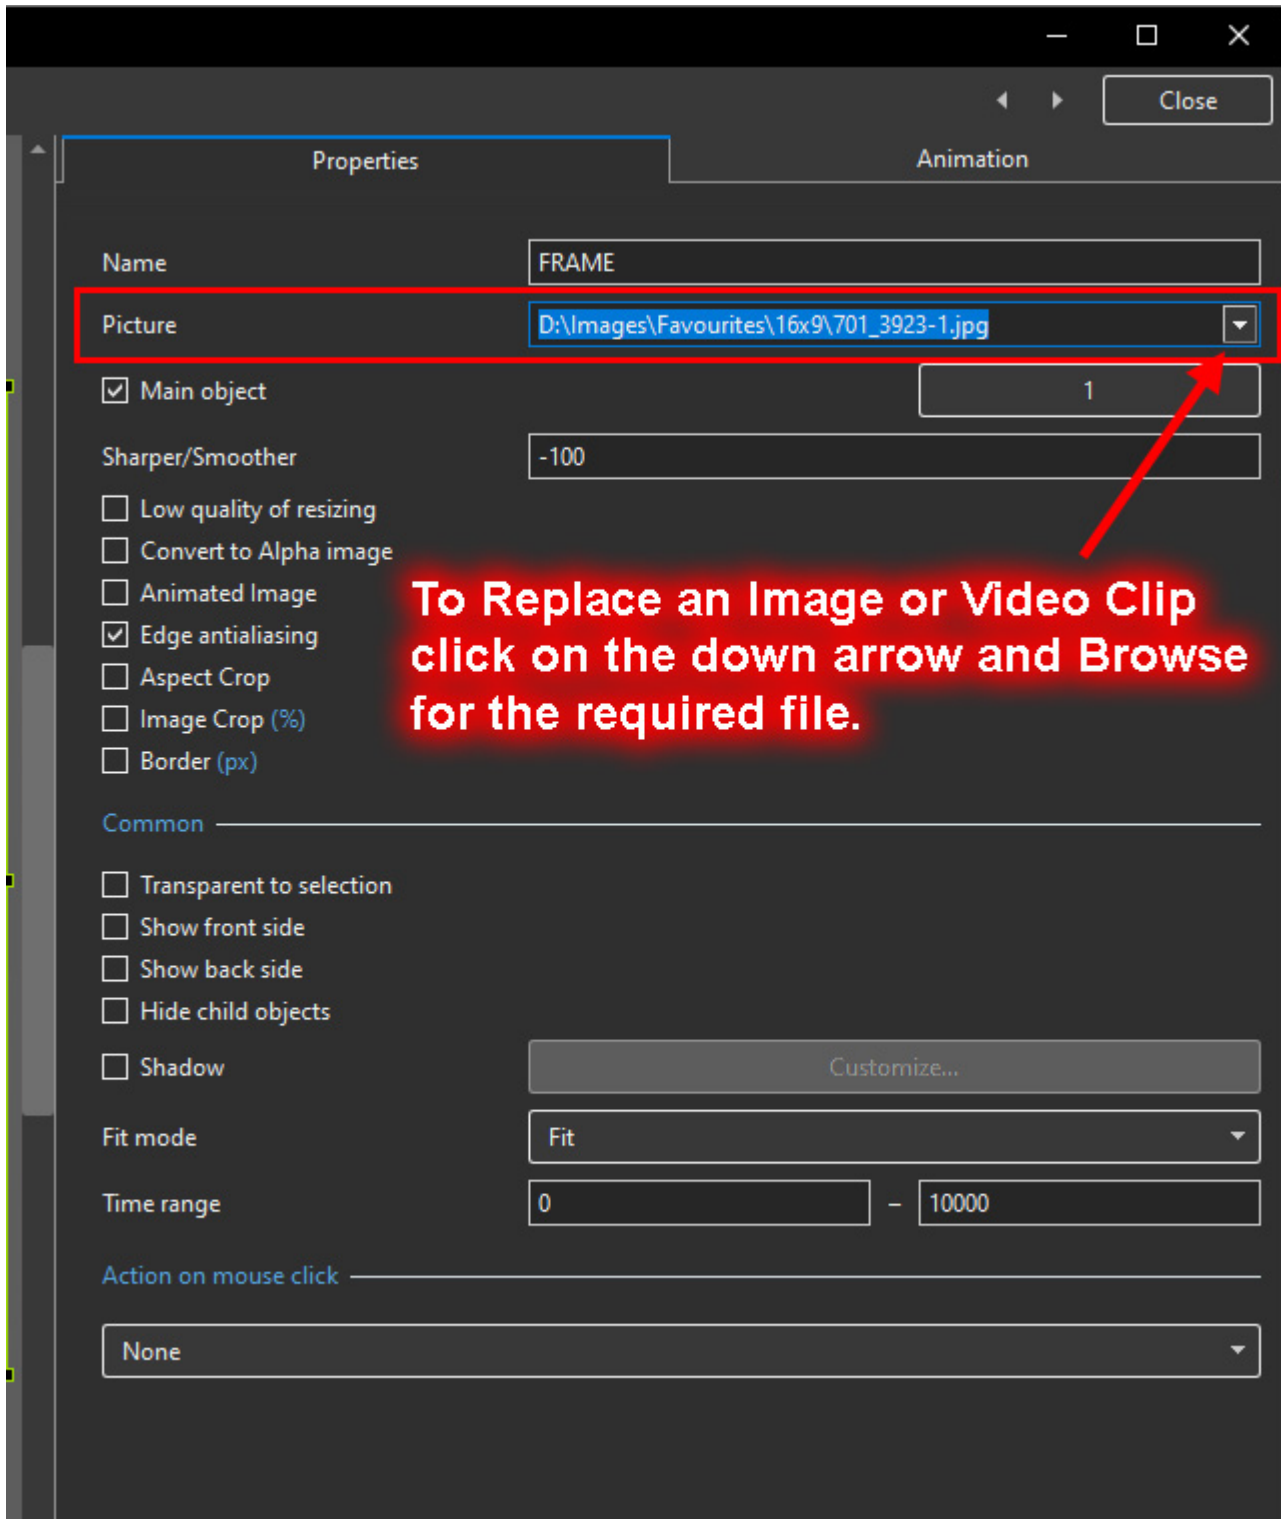 Close
Properties Animation
Name FRAME
Picture D:\Images\Favourites\16x9\701_3923-1.jpg
Main object 1
Sharper/Smoother -100
Low quality of resizing
Convert to Alpha image
Animated Image
Edge antialiasing
Aspect Crop
Image Crop (%)
Border (px)
To Replace an Image or Video Clip
click on the down arrow and Browse
for the required file.
Common
Transparent to selection
Show front side
Show back side
Hide child objects
Shadow Customize...
Fit mode Fit
Time range 0 – 10000
Action on mouse click
None